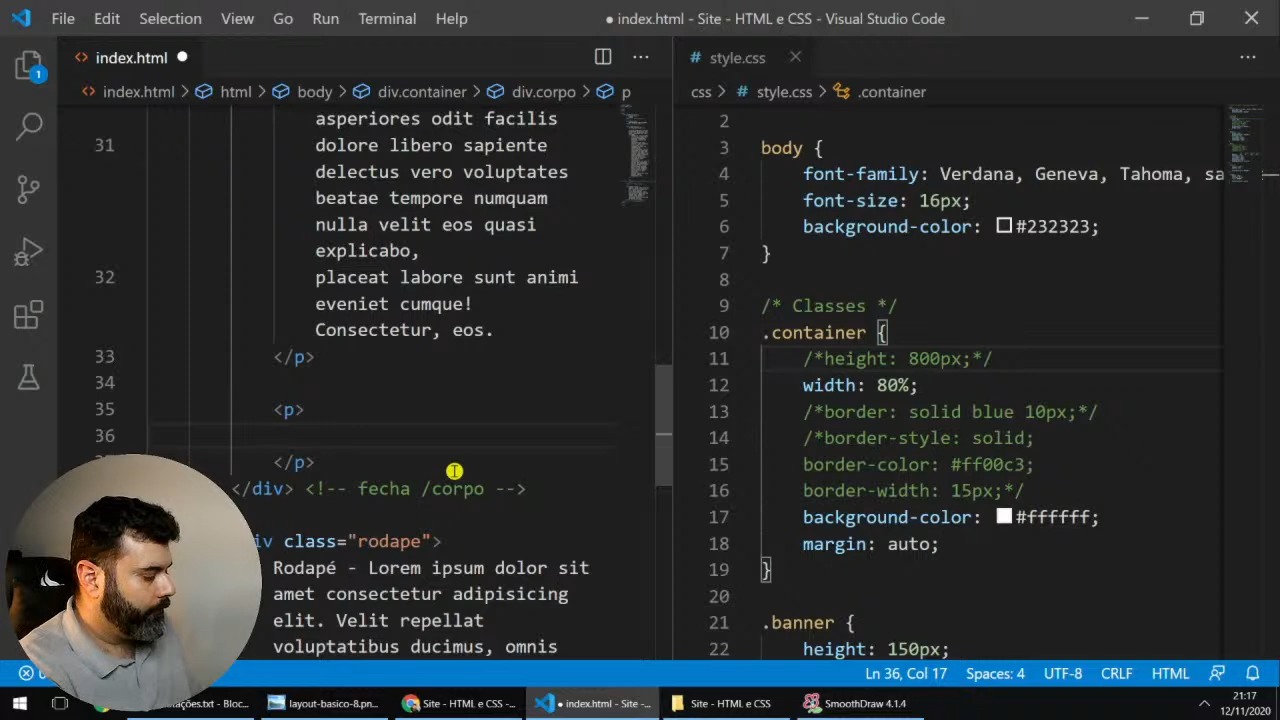 File Edit Selection View Go Run Terminal Help ● index.html - Site - HTML e CSS - Visual Studio Code
index.html
style.css
index.html > html > body > div.container > div.corpo > p
css > style.css > .container
asperiores odit facilis
31 dolore libero sapiente
delectus vero voluptates
beatae tempore numquam
nulla velit eos quasi
explicabo,
32 placeat labore sunt animi
eveniet cumque!
Consectetur, eos.
33 </p>
34
35 <p>
36
</p>
</div> <!-- fecha /corpo -->
class="rodape">
Rodapé - Lorem ipsum dolor sit
amet consectetur adipisicing
elit. Velit repellat
voluptatibus ducimus, omnis
2
3 body {
4 font-family: Verdana, Geneva, Tahoma,
5 font-size: 16px;
6 background-color: #232323;
7 }
8
9 /* Classes */
10 .container {
11 /*height: 800px;*/
12 width: 80%;
13 /*border: solid blue 10px;*/
14 /*border-style: solid;
15 border-color: #ff00c3;
16 border-width: 15px;*/
17 background-color: #ffffff;
18 margin: auto;
19 }
20
21 .banner {
22 height: 150px;
1
Ln 36, Col 17 Spaces: 4 UTF-8 CRLF HTML
layout-basico-8.pn... Site - HTML e CSS -... ● index.html - Site -... Site - HTML e CSS SmoothDraw 4.1.4
21:17
12/11/2020